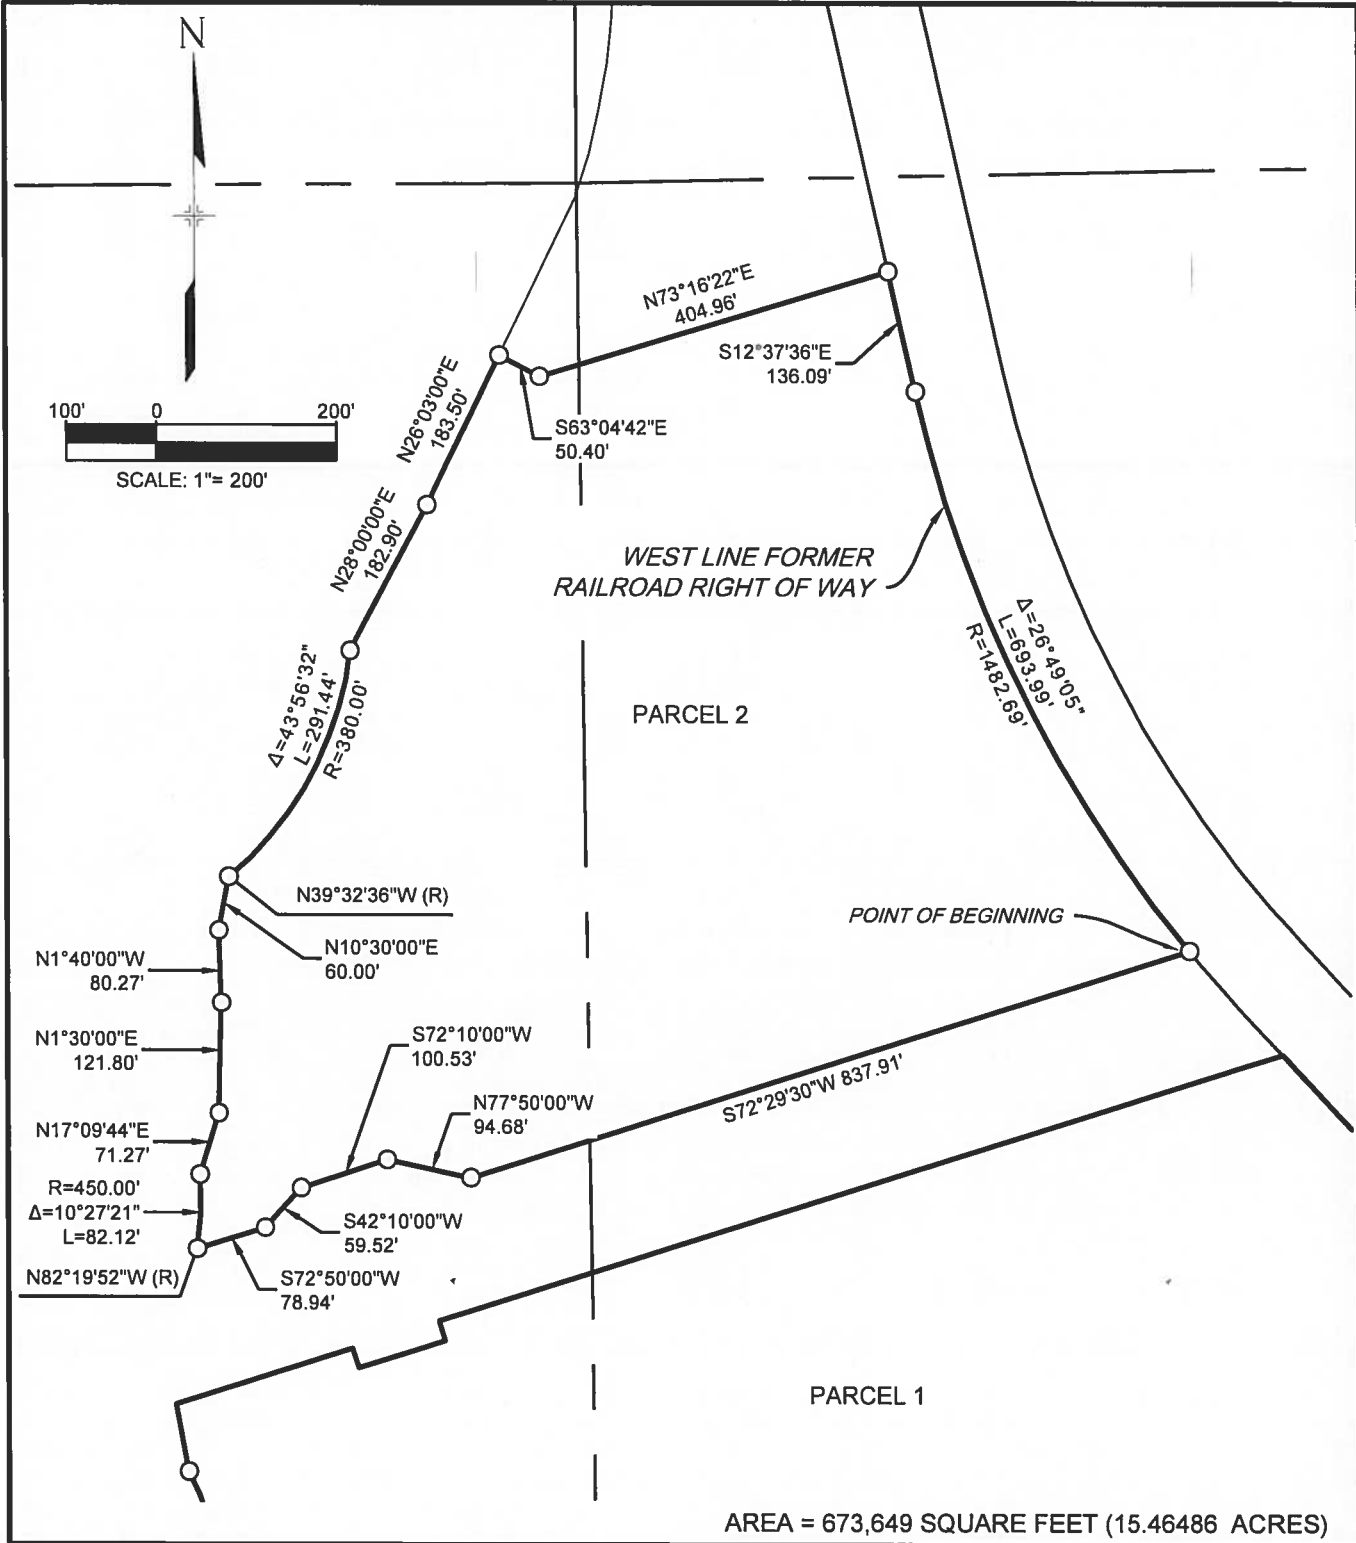 N
100' 0 200'
SCALE: 1"= 200'
N73°16'22"E
404.96'
S12°37'36"E
136.09'
S63°04'42"E
50.40'
N26°03'00"E
183.50'
N28°00'00"E
182.90'
WEST LINE FORMER
RAILROAD RIGHT OF WAY
Δ=26°49'05"
L=693.99'
R=1482.69'
Δ=43°56'32"
L=291.44'
R=380.00'
PARCEL 2
N39°32'36"W (R)
POINT OF BEGINNING
N10°30'00"E
60.00'
N1°40'00"W
80.27'
N1°30'00"E
121.80'
S72°10'00"W
100.53'
S72°29'30"W 837.91'
N77°50'00"W
94.68'
N17°09'44"E
71.27'
R=450.00'
Δ=10°27'21"
L=82.12'
S42°10'00"W
59.52'
N82°19'52"W (R)
S72°50'00"W
78.94'
PARCEL 1
AREA = 673,649 SQUARE FEET (15.46486 ACRES)